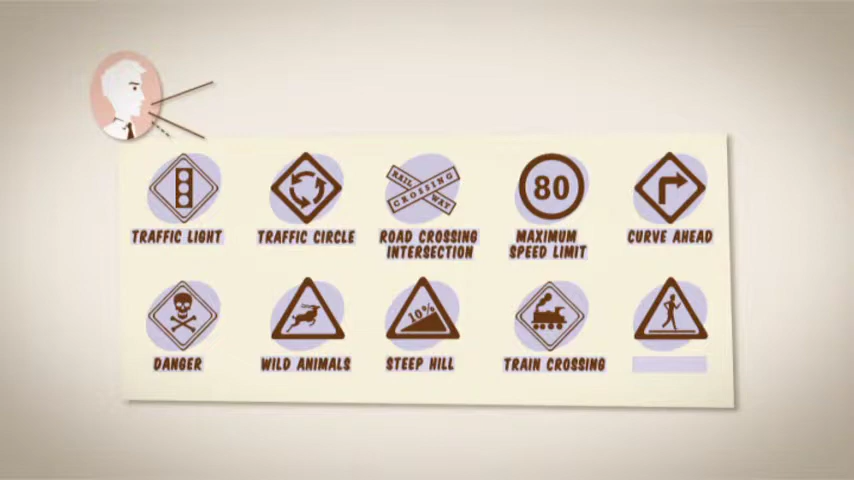 RAIL
CROSSING
WAY
80
TRAFFIC LIGHT
TRAFFIC CIRCLE
ROAD CROSSING
INTERSECTION
MAXIMUM
SPEED LIMIT
CURVE AHEAD
10%
DANGER
WILD ANIMALS
STEEP HILL
TRAIN CROSSING